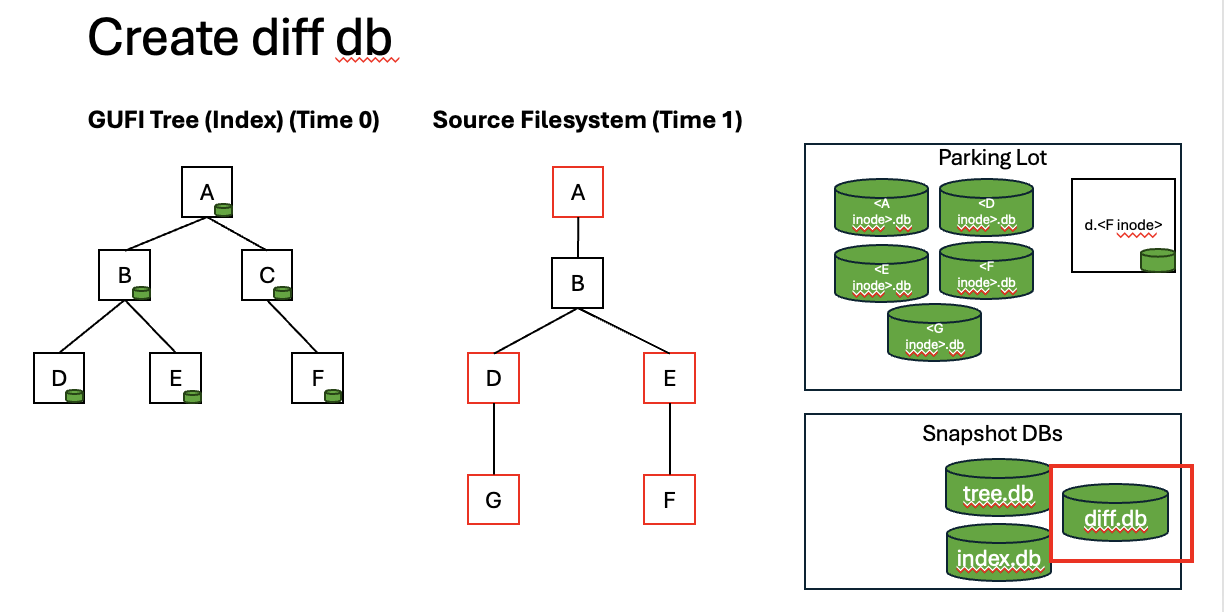 Create diff db
GUFI Tree (Index) (Time 0)
Source Filesystem (Time 1)
A
B
C
D
E
F
A
B
D
E
G
F
Parking Lot
<A
inode>.db
<D
inode>.db
<E
inode>.db
<F
inode>.db
<G
inode>.db
d.<F inode>
Snapshot DBs
tree.db
diff.db
index.db